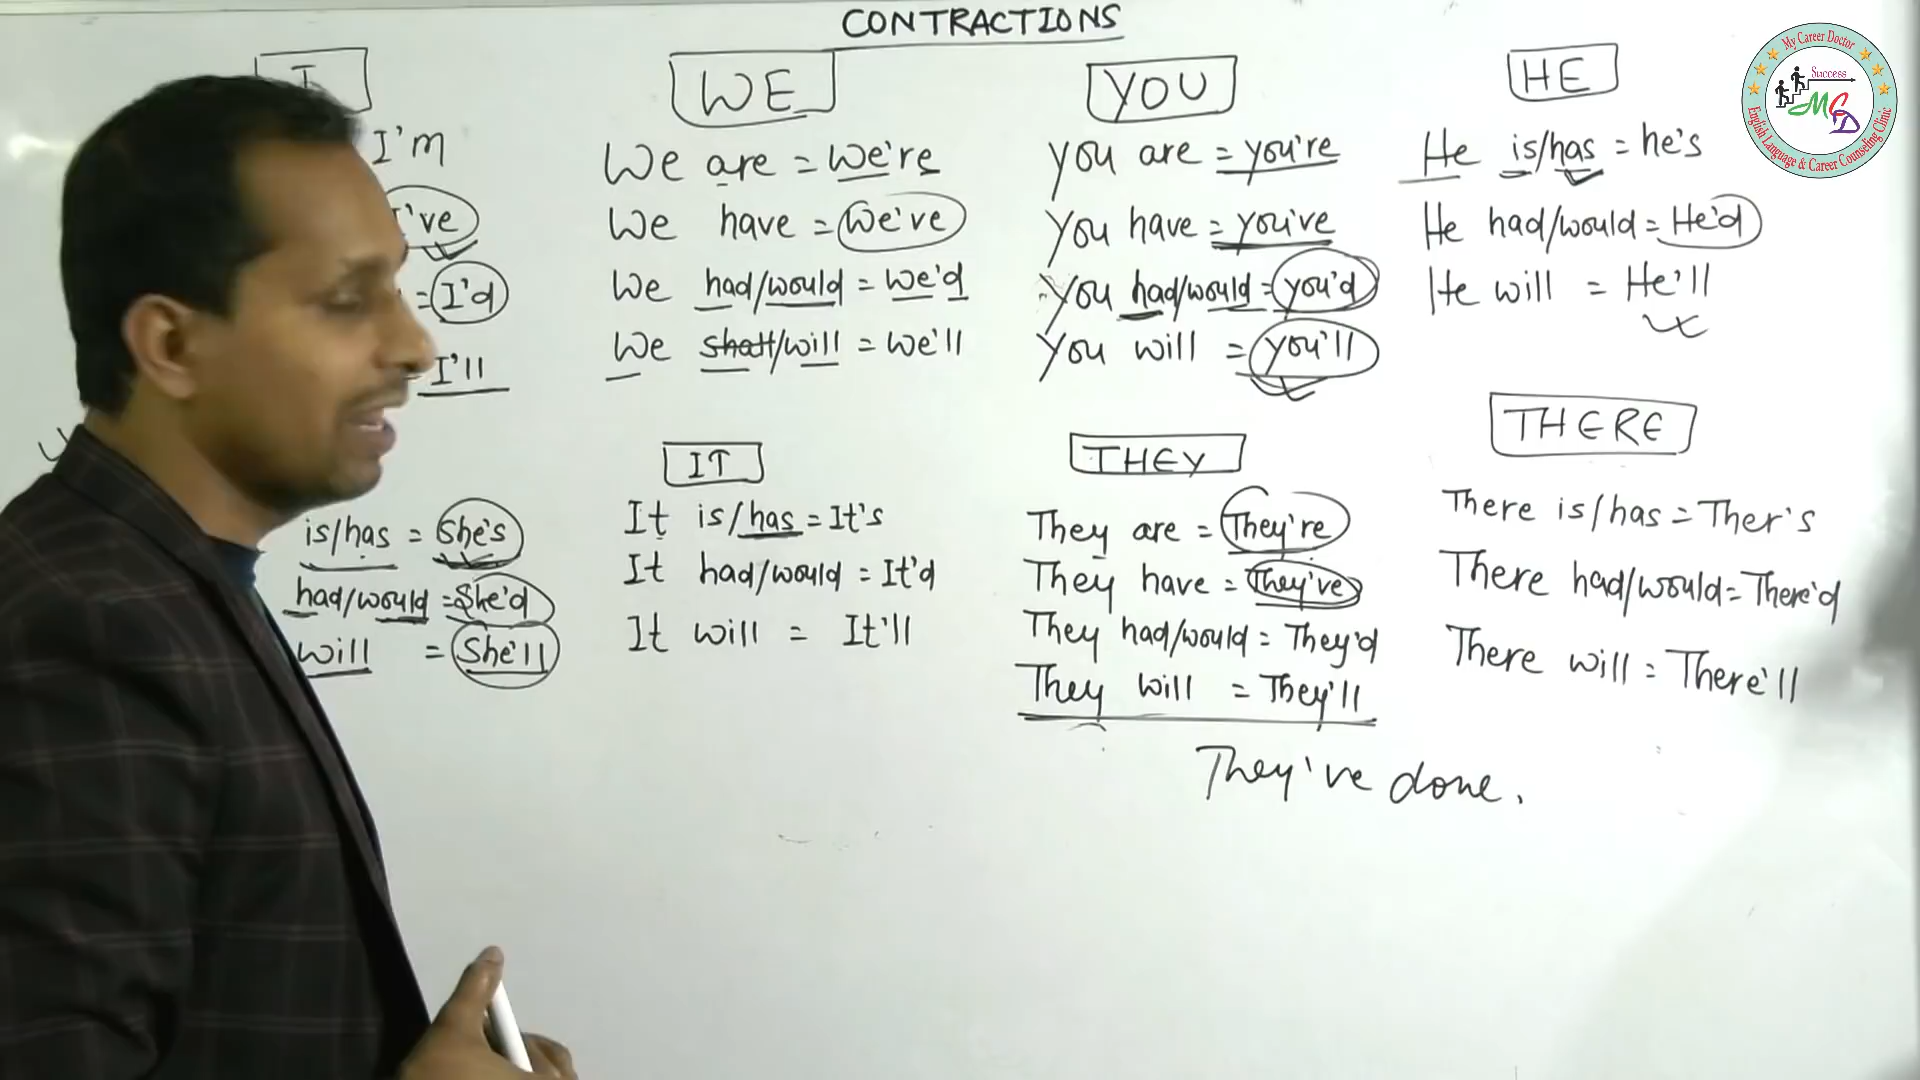 CONTRACTIONS
I
I'm
I've
= I'd
= I'll
WE
We are = We're
We have = We've
We had/would = We'd
We shall/will = We'll
YOU
You are = you're
You have = you've
You had/would = you'd
You will = you'll
HE
He is/has = he's
He had/would = He'd
He will = He'll
is/has = She's
had/would = She'd
will = She'll
IT
It is/has = It's
It had/would = It'd
It will = It'll
THEY
They are = They're
They have = They've
They had/would = They'd
They will = They'll
They've done.
THERE
There is/has = Ther's
There had/would = There'd
There will = There'll
My Career Doctor
Success
MCD
English Language & Career Counseling Clinic